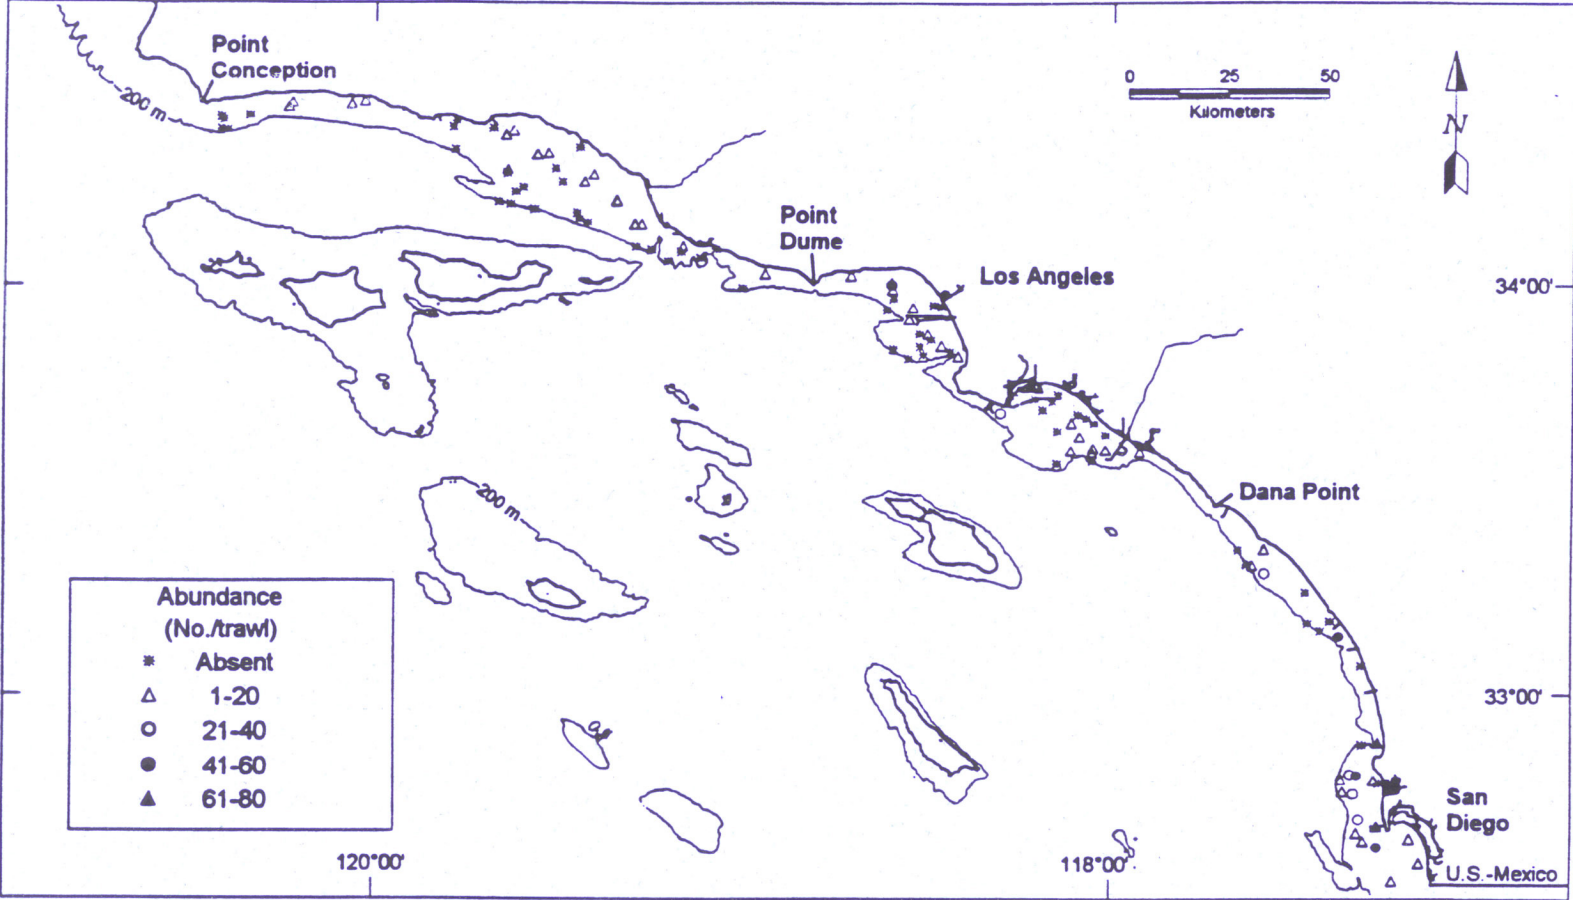 Point
Conception
200 m
0 25 50
Kilometers
N
Point
Dume
Los Angeles
34°00'
200 m
Dana Point
Abundance
(No./trawl)
Absent
1-20
21-40
41-60
61-80
33°00'
San
Diego
U.S.-Mexico
120°00'
118°00'